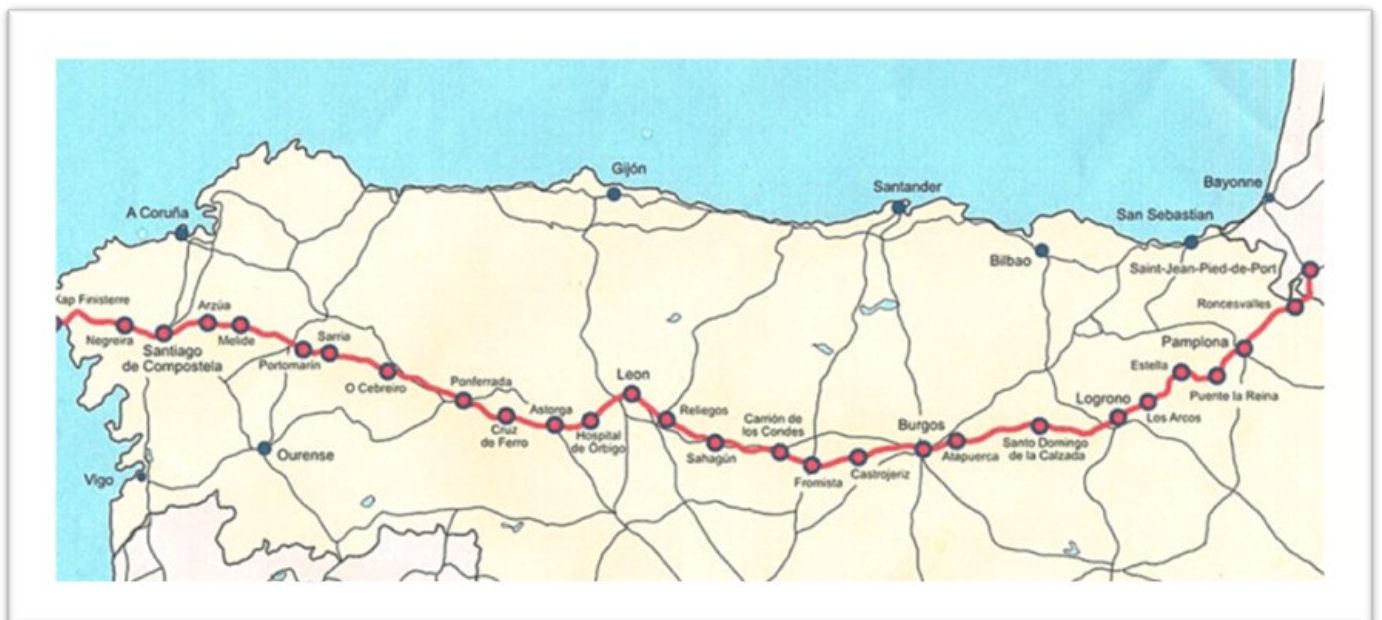 Gijón
Santander
Bayonne
A Coruña
San Sebastian
Bilbao
Saint-Jean-Pied-de-Port
Kap Finisterre
Arzúa
Roncesvalles
Negreira
Santiago
de Compostela
Melide
Portomarin
Sarria
Pamplona
O Cebreiro
Ponferrada
Leon
Estella
Puente la Reina
Cruz
de Ferro
Astorga
Hospital
de Órbigo
Reliegos
Carrión de
los Condes
Logrono
Los Arcos
Burgos
Sahagún
Fromista
Castrojeriz
Atapuerca
Santo Domingo
de la Calzada
Ourense
Vigo